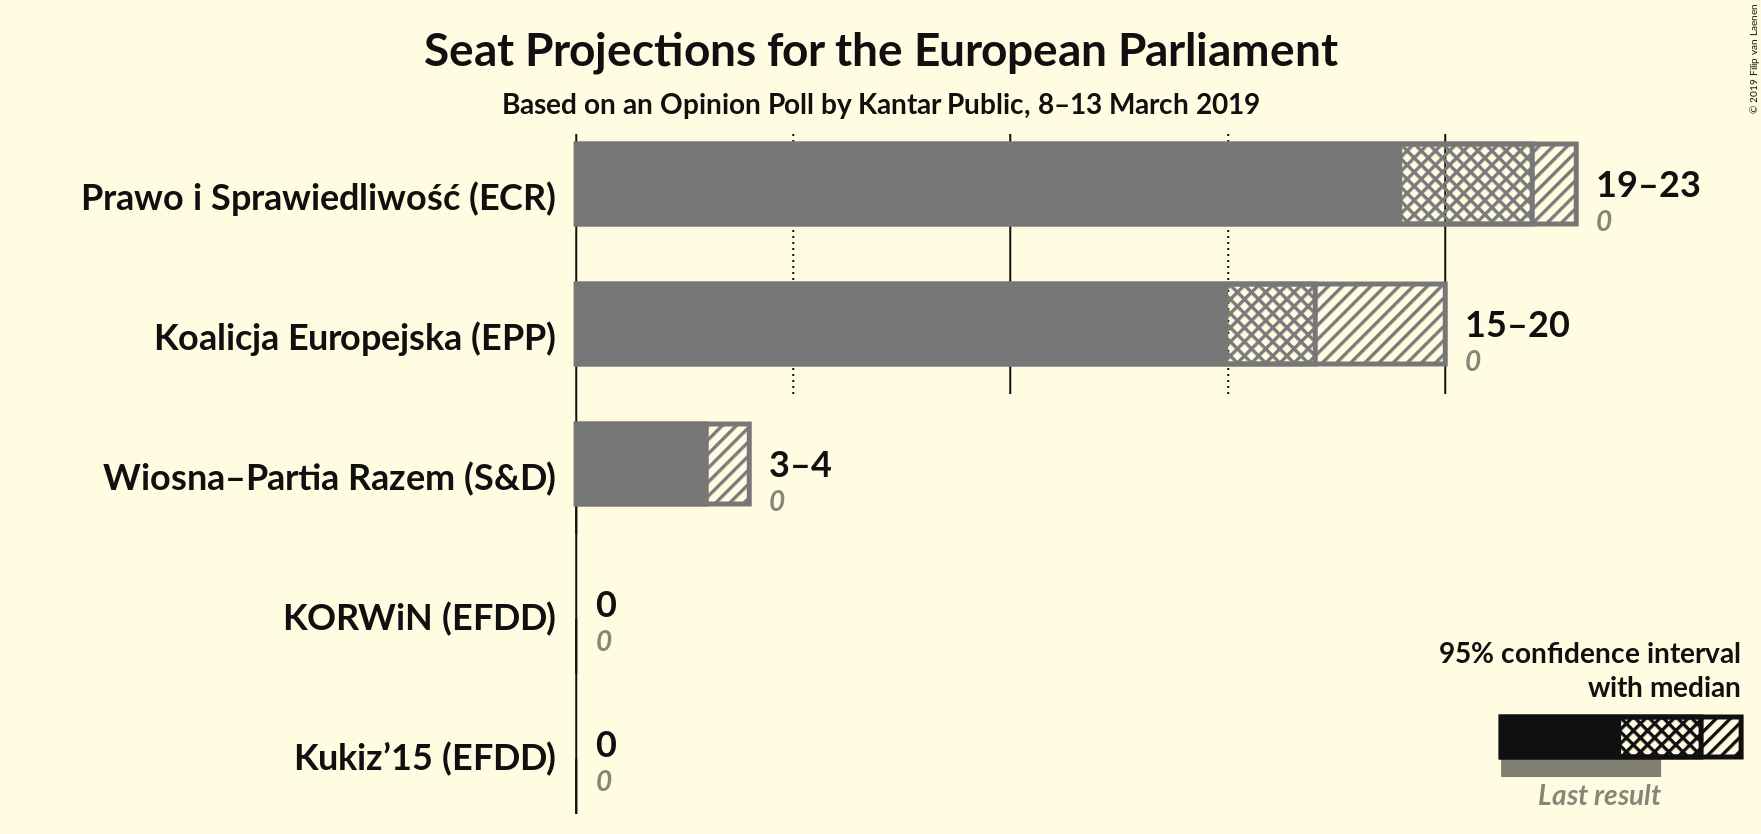 Seat Projections for the European Parliament
Based on an Opinion Poll by Kantar Public, 8–13 March 2019
© 2019 Filip van Laenen
Prawo i Sprawiedliwość (ECR)
19–23
0
Koalicja Europejska (EPP)
15–20
0
Wiosna–Partia Razem (S&D)
3–4
0
KORWiN (EFDD)
0
0
Kukiz’15 (EFDD)
0
0
95% confidence interval
with median
Last result